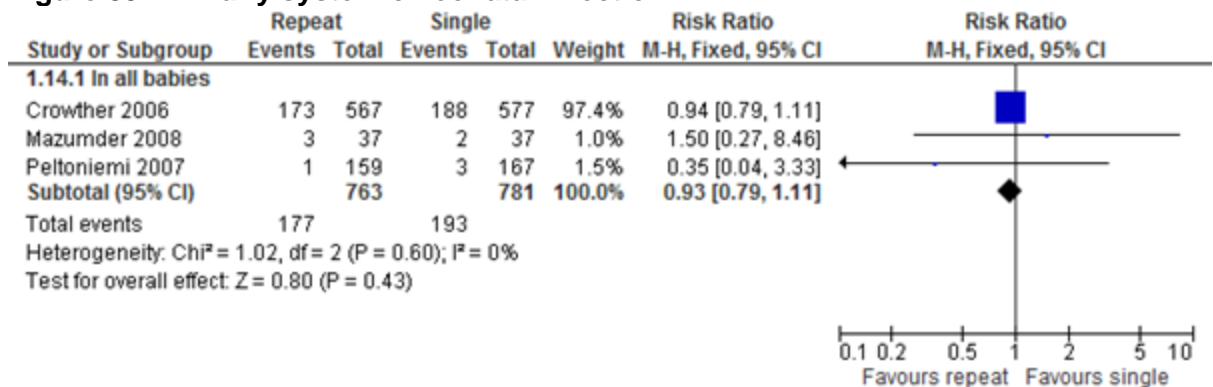 Repeat Single Risk Ratio Risk Ratio
Study or Subgroup Events Total Events Total Weight M-H, Fixed, 95% CI M-H, Fixed, 95% CI
1.14.1 In all babies
Crowther 2006 173 567 188 577 97.4% 0.94 [0.79, 1.11]
Mazumder 2008 3 37 2 37 1.0% 1.50 [0.27, 8.46]
Peltoniemi 2007 1 159 3 167 1.5% 0.35 [0.04, 3.33]
Subtotal (95% CI) 763 781 100.0% 0.93 [0.79, 1.11]
Total events 177 193
Heterogeneity: Chi² = 1.02, df = 2 (P = 0.60); I² = 0%
Test for overall effect: Z = 0.80 (P = 0.43)
0.1 0.2 0.5 1 2 5 10
Favours repeat Favours single